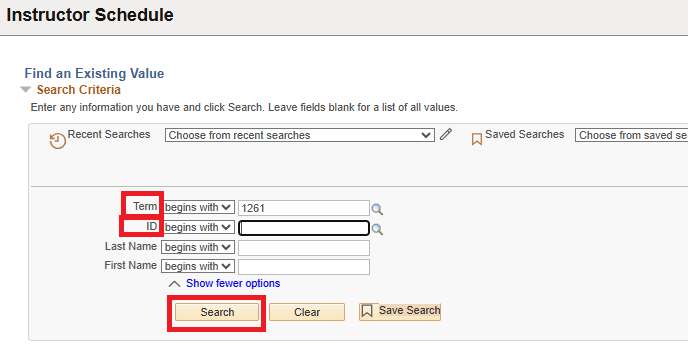 Instructor Schedule
Find an Existing Value
Search Criteria
Enter any information you have and click Search. Leave fields blank for a list of all values.
Recent Searches Choose from recent searches Saved Searches Choose from saved se
Term begins with 1261
ID begins with
Last Name begins with
First Name begins with
Show fewer options
Search Clear Save Search